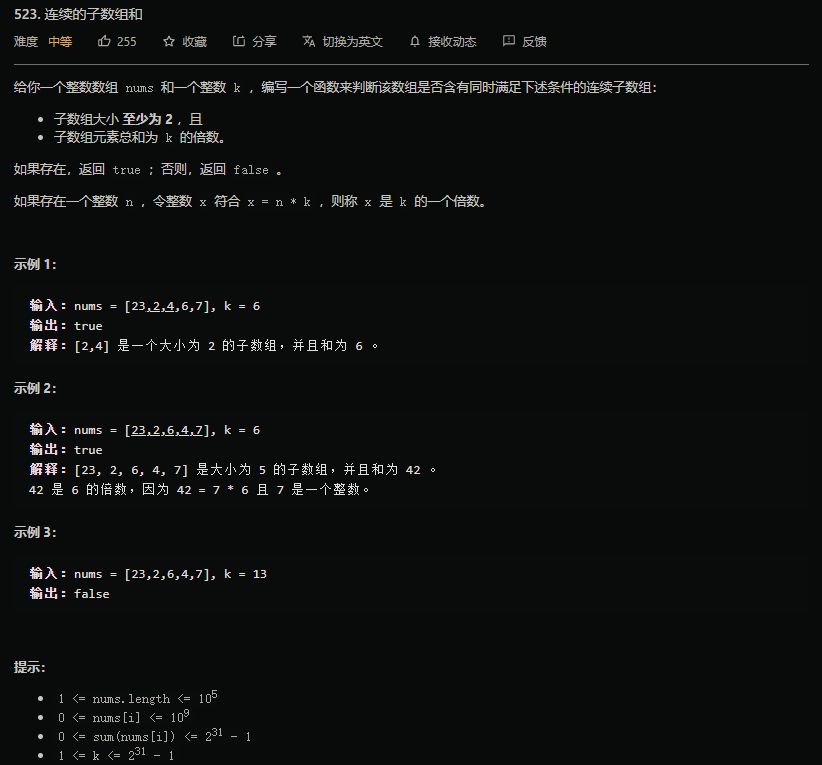 523. 连续的子数组和
难度 中等 255 收藏 分享 切换为英文 接收动态 反馈
给你一个整数数组 nums 和一个整数 k ，编写一个函数来判断该数组是否含有同时满足下述条件的连续子数组：
子数组大小 至少为 2 ，且
子数组元素总和为 k 的倍数。
如果存在，返回 true ；否则，返回 false 。
如果存在一个整数 n ，令整数 x 符合 x = n * k ，则称 x 是 k 的一个倍数。
示例 1：
输入：nums = [23,2,4,6,7], k = 6
输出：true
解释：[2,4] 是一个大小为 2 的子数组，并且和为 6 。
示例 2：
输入：nums = [23,2,6,4,7], k = 6
输出：true
解释：[23, 2, 6, 4, 7] 是大小为 5 的子数组，并且和为 42 。
42 是 6 的倍数，因为 42 = 7 * 6 且 7 是一个整数。
示例 3：
输入：nums = [23,2,6,4,7], k = 13
输出：false
提示：
1 <= nums.length <= 10⁵
0 <= nums[i] <= 10⁹
0 <= sum(nums[i]) <= 2³¹ - 1
1 <= k <= 2³¹ - 1